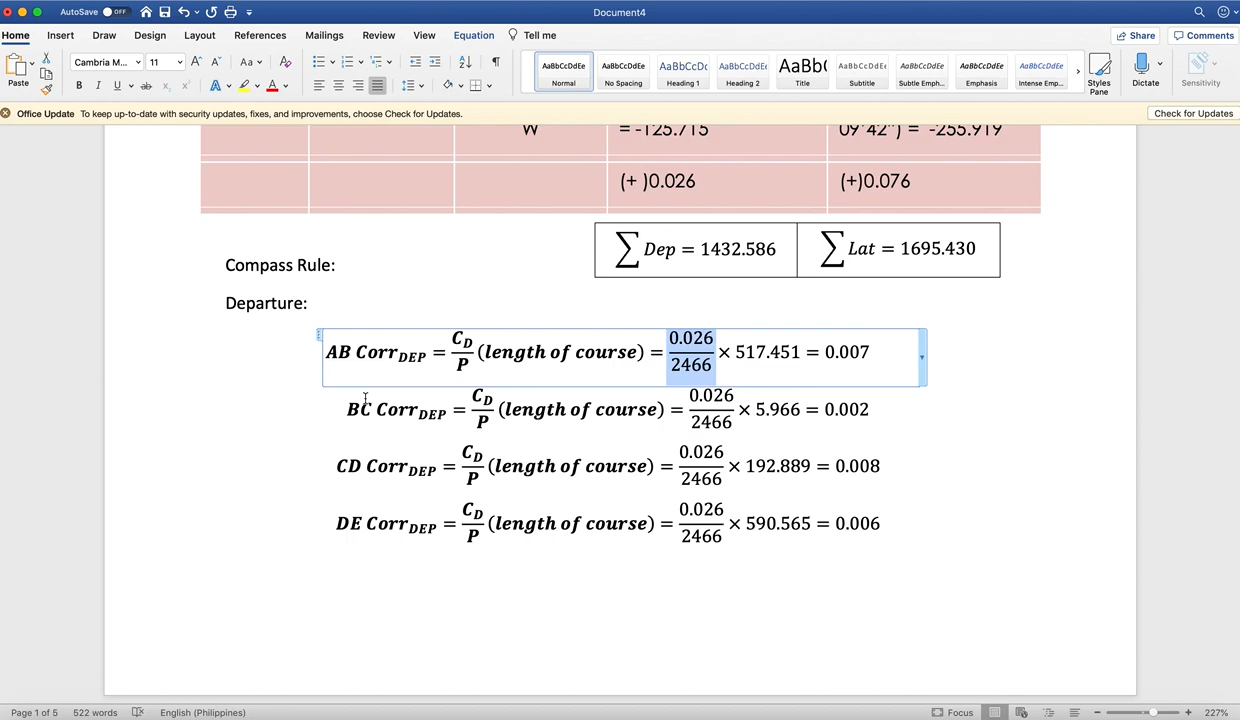 AutoSave OFF
Document4
Home Insert Draw Design Layout References Mailings Review View Equation Tell me
Share Comments
Paste
Cambria M... 11
Aa
B I U ab x₂ x² A A
AaBbCcDdEe AaBbCcDdEe AaBbCcDc AaBbCcDdEe AaBb( AaBbCcDdEe AaBbCcDdEe AaBbCcDdEe AaBbCcDdEe
Normal No Spacing Heading 1 Heading 2 Title Subtitle Subtle Emph... Emphasis Intense Emp...
Styles Pane
Dictate
Sensitivity
Office Update To keep up-to-date with security updates, fixes, and improvements, choose Check for Updates.
Check for Updates
W = -125.715 09°42") = -255.919
(+ )0.026 (+)0.076
∑ Dep = 1432.586 ∑ Lat = 1695.430
Compass Rule:
Departure:
AB Corr_DEP = C_D/P (length of course) = 0.026/2466 × 517.451 = 0.007
BC Corr_DEP = C_D/P (length of course) = 0.026/2466 × 5.966 = 0.002
CD Corr_DEP = C_D/P (length of course) = 0.026/2466 × 192.889 = 0.008
DE Corr_DEP = C_D/P (length of course) = 0.026/2466 × 590.565 = 0.006
Page 1 of 5 522 words English (Philippines) Focus 227%